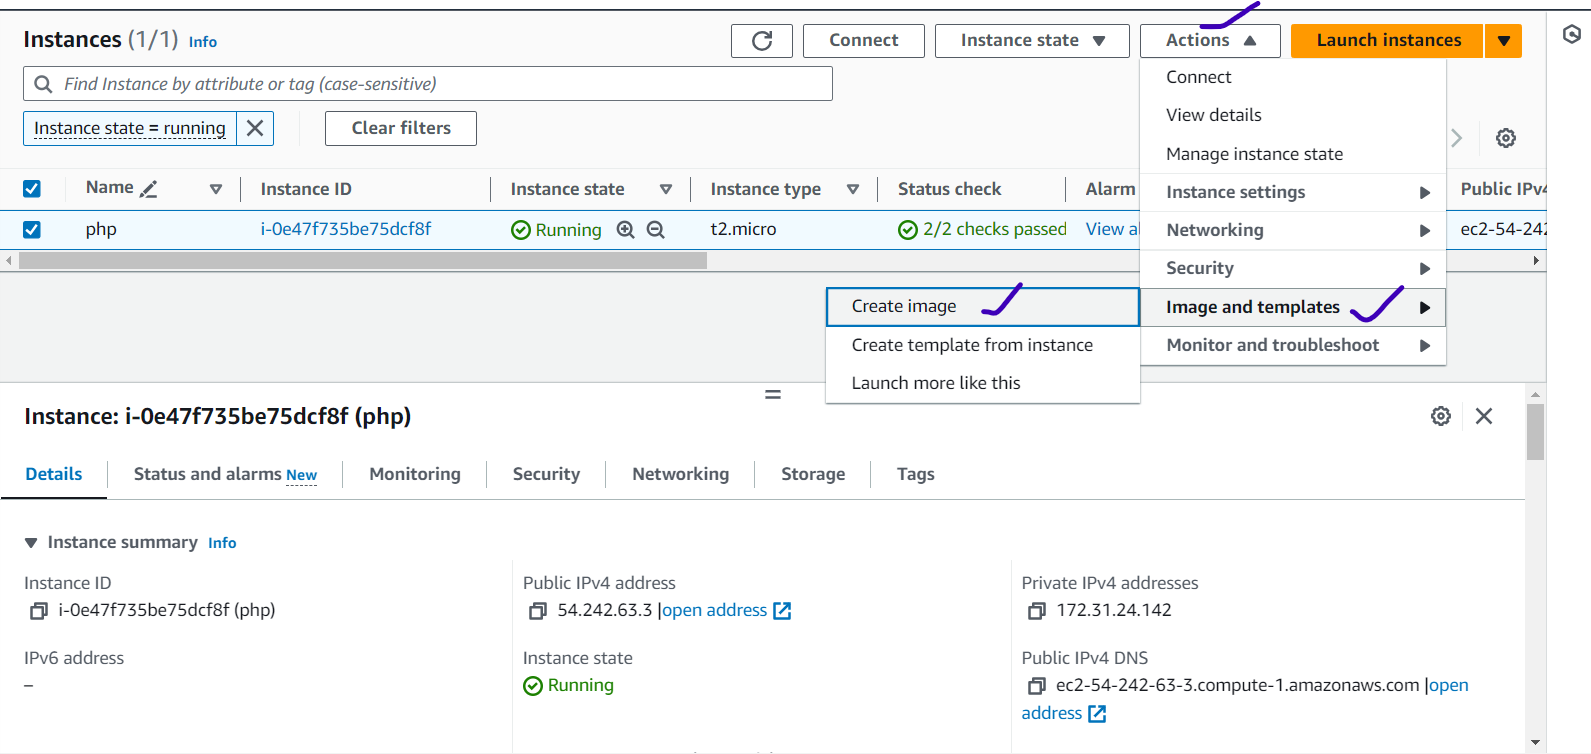 Instances (1/1) Info
Connect
Instance state
Actions
Launch instances
Find Instance by attribute or tag (case-sensitive)
Connect
View details
Instance state = running
Clear filters
Manage instance state
Name
Instance ID
Instance state
Instance type
Status check
Alarm
Instance settings
Public IPv4
php
i-0e47f735be75dcf8f
Running
t2.micro
2/2 checks passed
View al
Networking
ec2-54-242
Security
Create image
Image and templates
Create template from instance
Monitor and troubleshoot
Launch more like this
Instance: i-0e47f735be75dcf8f (php)
Details
Status and alarms New
Monitoring
Security
Networking
Storage
Tags
Instance summary Info
Instance ID
i-0e47f735be75dcf8f (php)
Public IPv4 address
54.242.63.3 |open address
Private IPv4 addresses
172.31.24.142
IPv6 address
–
Instance state
Running
Public IPv4 DNS
ec2-54-242-63-3.compute-1.amazonaws.com |open
address